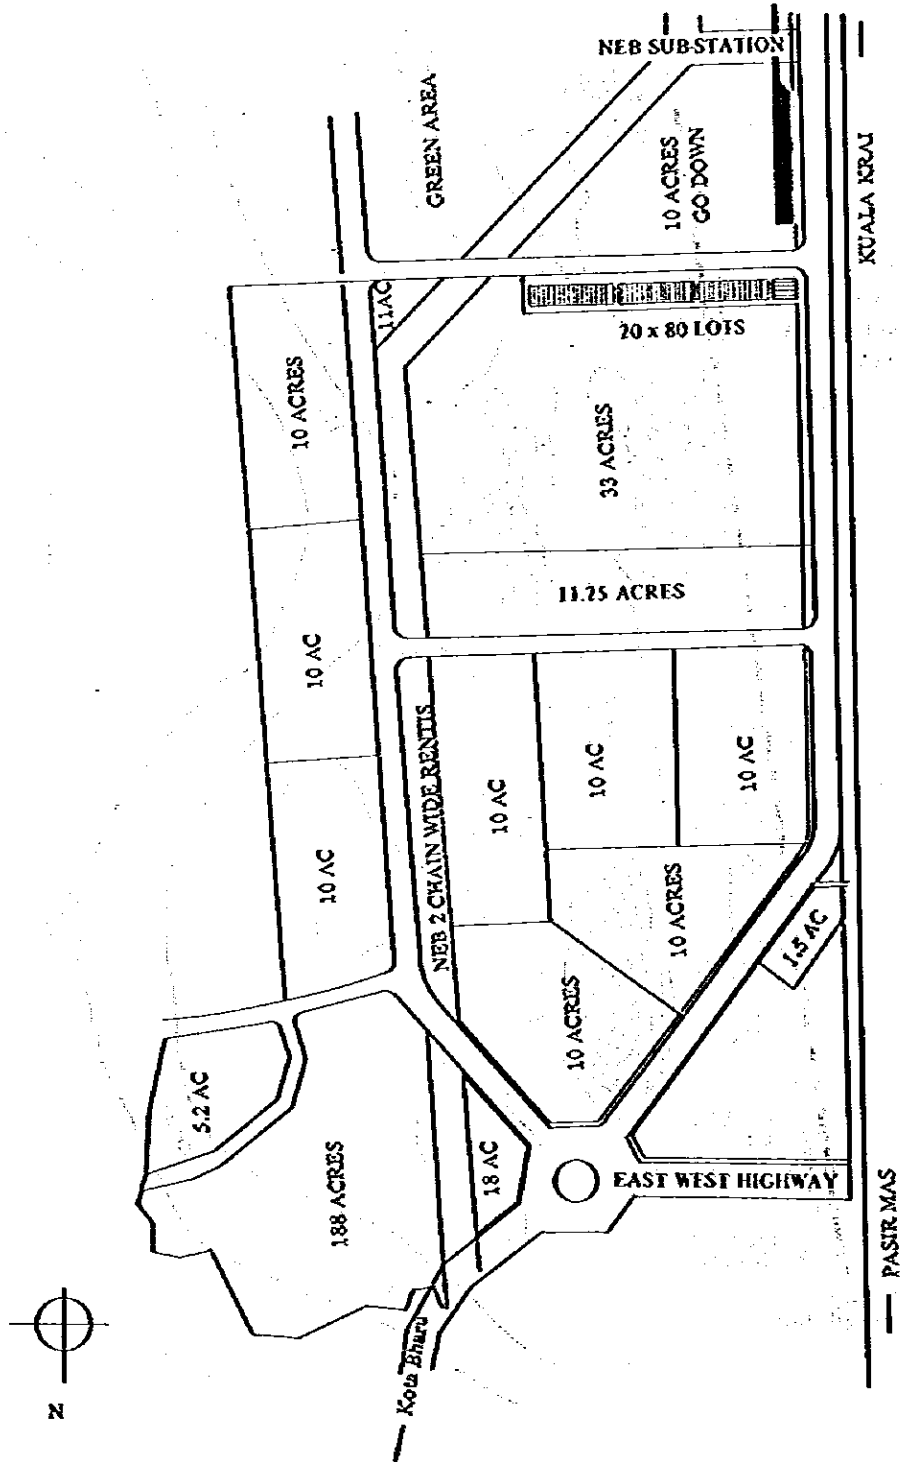 NEB SUB-STATION
GREEN AREA
10 ACRES
GO DOWN
KUALA KRAI
11AC
20 x 80 LOTS
10 ACRES
33 ACRES
11.25 ACRES
10 AC
NEB 2 CHAIN WIDE RENTIS
10 AC
10 AC
10 AC
10 AC
10 ACRES
1.5 AC
10 ACRES
5.2 AC
188 ACRES
18 AC
EAST WEST HIGHWAY
PASIR MAS
Kota Bharu
N